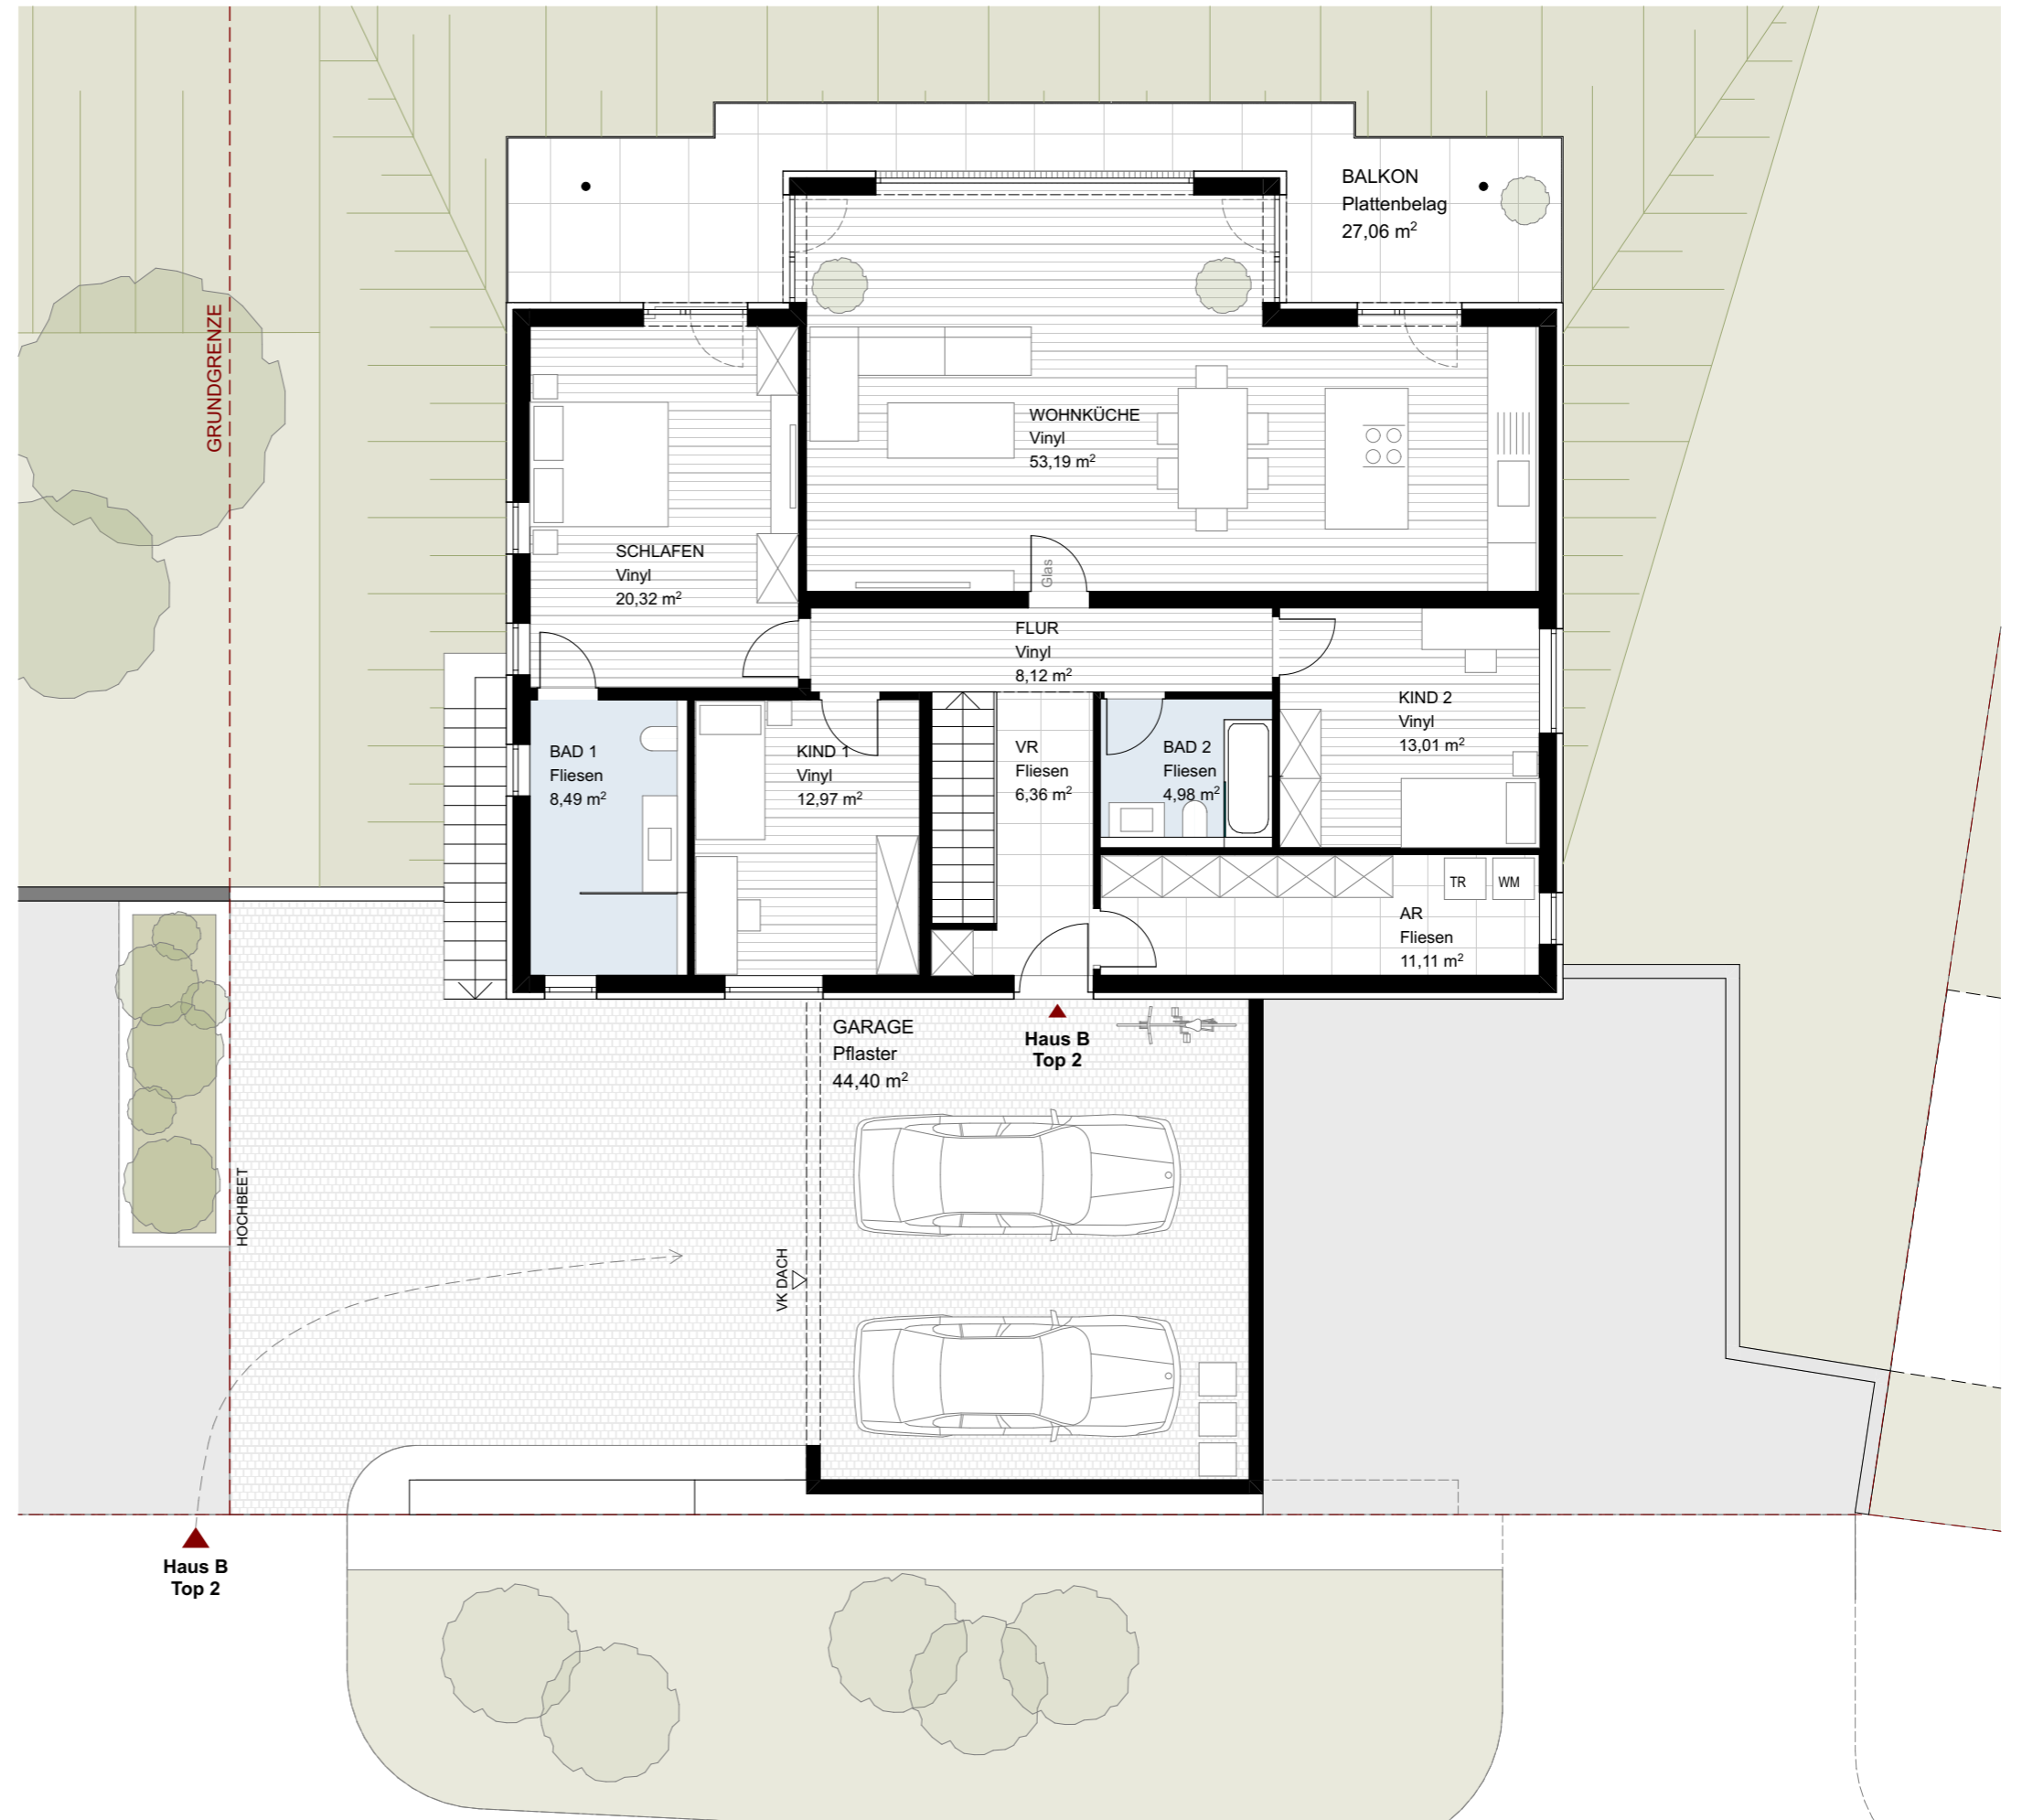 BALKON
Plattenbelag
27,06 m²
GRUNDGRENZE
WOHNKÜCHE
Vinyl
53,19 m²
SCHLAFEN
Vinyl
20,32 m²
Glas
FLUR
Vinyl
8,12 m²
KIND 2
Vinyl
13,01 m²
BAD 1
Fliesen
8,49 m²
KIND 1
Vinyl
12,97 m²
VR
Fliesen
6,36 m²
BAD 2
Fliesen
4,98 m²
TR
WM
AR
Fliesen
11,11 m²
GARAGE
Pflaster
44,40 m²
Haus B
Top 2
HOCHBEET
VK DACH
Haus B
Top 2